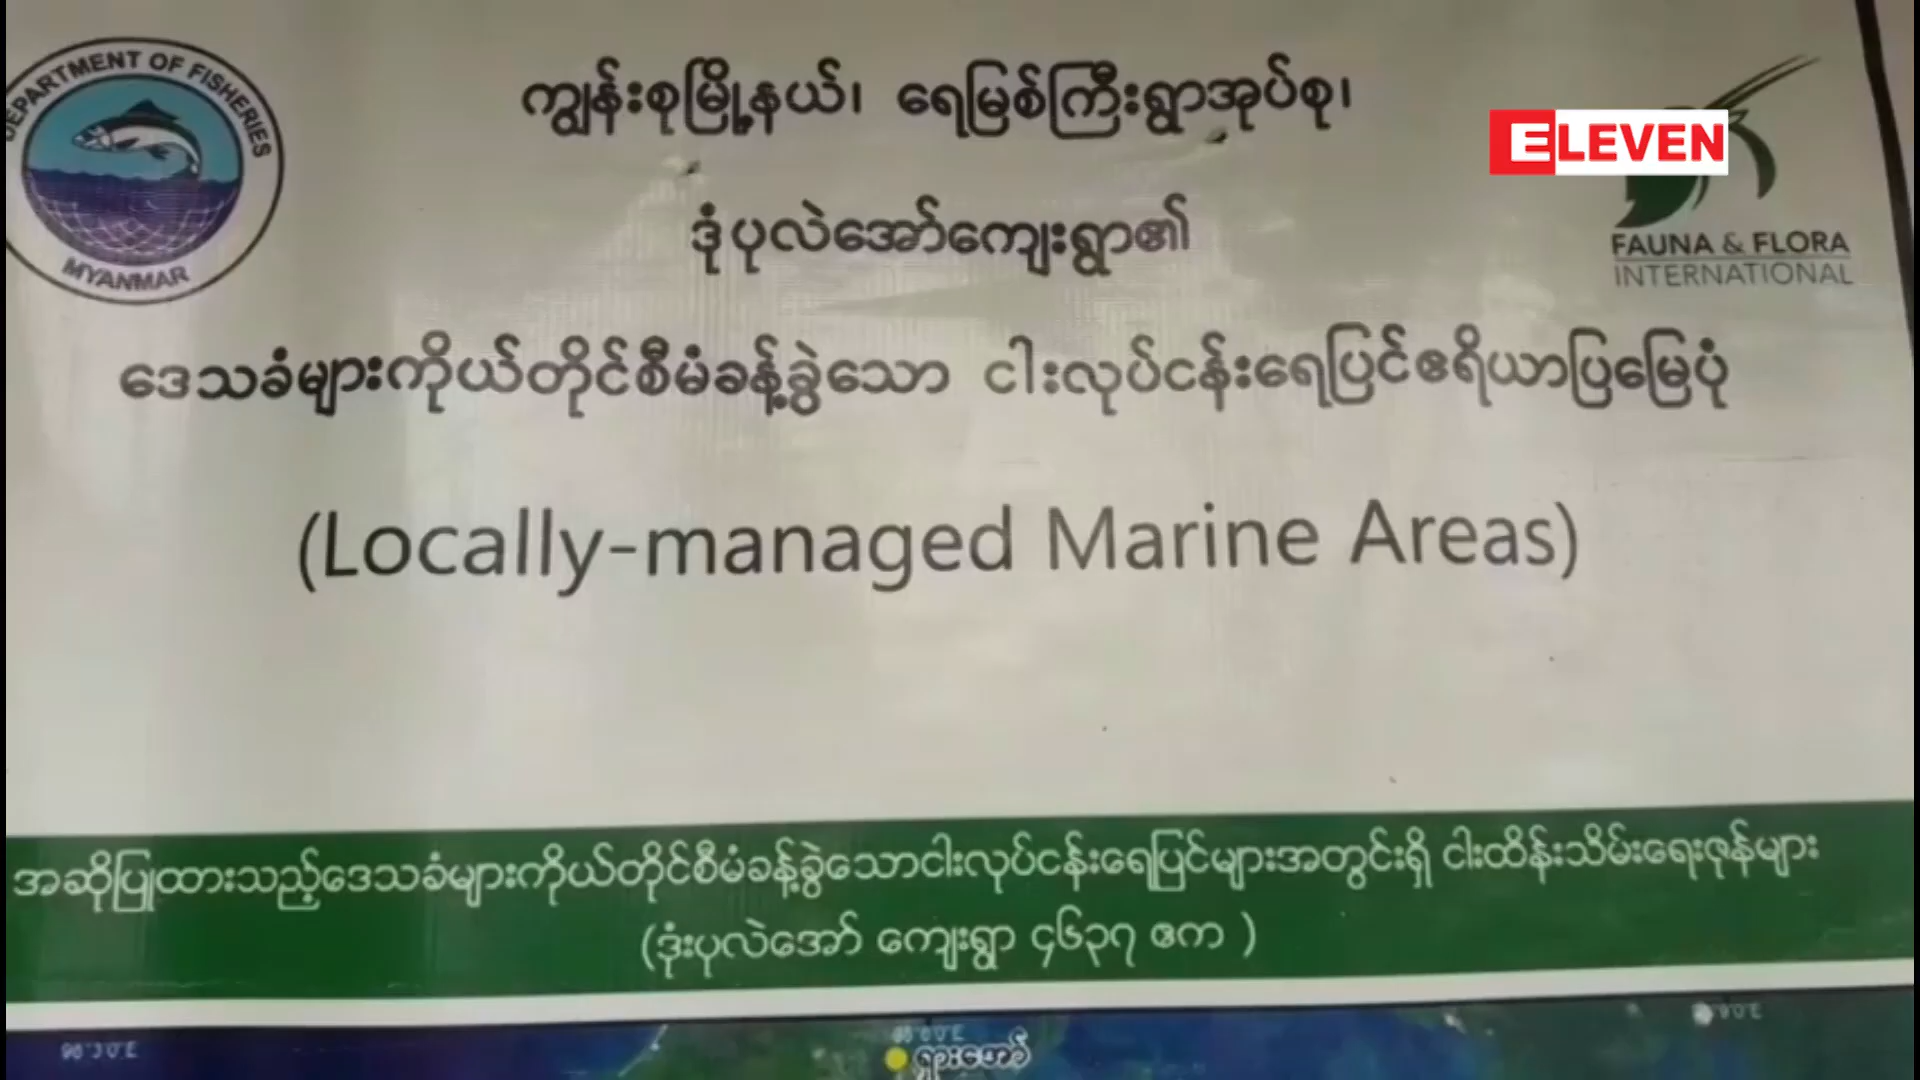 DEPARTMENT OF FISHERIES
MYANMAR
ကျွန်းစုမြို့နယ်၊ ရေမြစ်ကြီးရွာအုပ်စု၊
ELEVEN
ဒုံပုလဲအော်ကျေးရွာ၏
FAUNA & FLORA
INTERNATIONAL
ဒေသခံများကိုယ်တိုင်စီမံခန့်ခွဲသော ငါးလုပ်ငန်းရေပြင်ဧရိယာပြမြေပုံ
(Locally-managed Marine Areas)
အဆိုပြုထားသည့်ဒေသခံများကိုယ်တိုင်စီမံခန့်ခွဲသောငါးလုပ်ငန်းရေပြင်များအတွင်းရှိ ငါးထိန်းသိမ်းရေးဇုန်များ
(ဒုံးပုလဲအော် ကျေးရွာ ၄၆၃၇ ဧက )
ရှားအော်